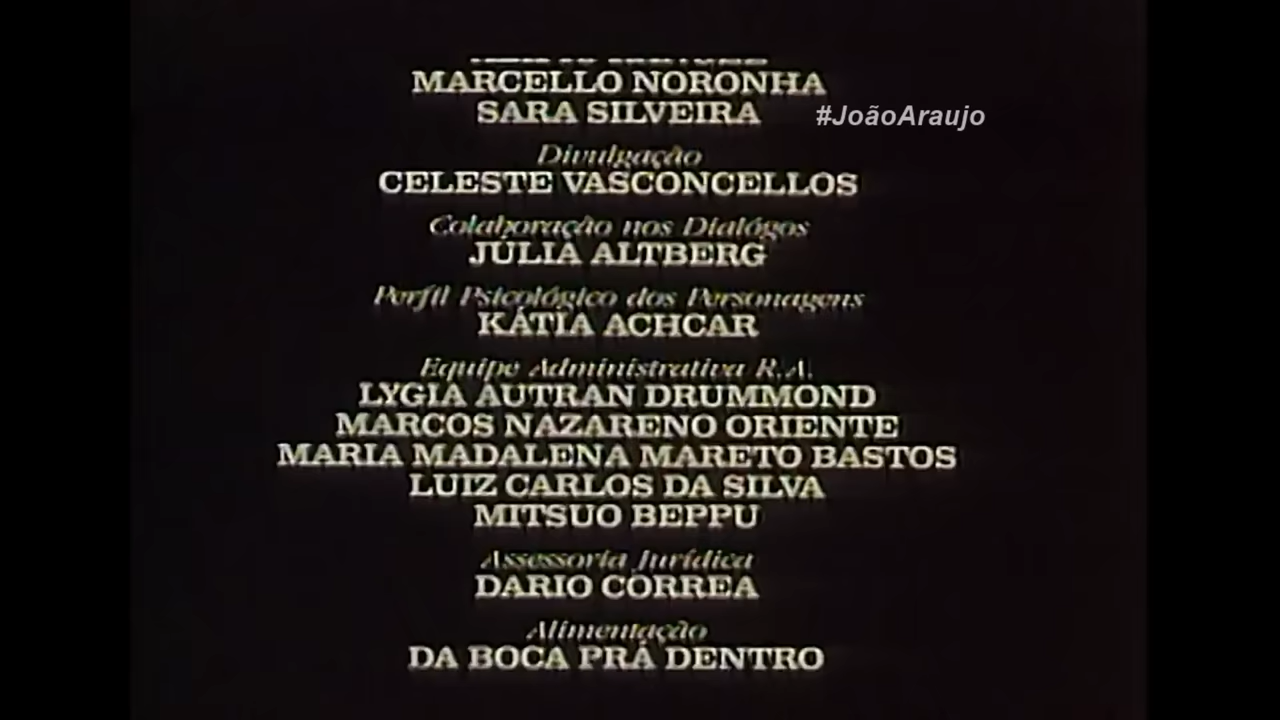 MARCELLO NORONHA
SARA SILVEIRA
#JoãoAraujo
Divulgação
CELESTE VASCONCELLOS
Colaboração nos Dialógos
JÚLIA ALTBERG
Perfil Psicológico dos Personagens
KÁTIA ACHCAR
Equipe Administrativa R.A.
LYGIA AUTRAN DRUMMOND
MARCOS NAZARENO ORIENTE
MARIA MADALENA MARETO BASTOS
LUIZ CARLOS DA SILVA
MITSUO BEPPU
Assessoria Jurídica
DARIO CORREA
Alimentação
DA BOCA PRÁ DENTRO